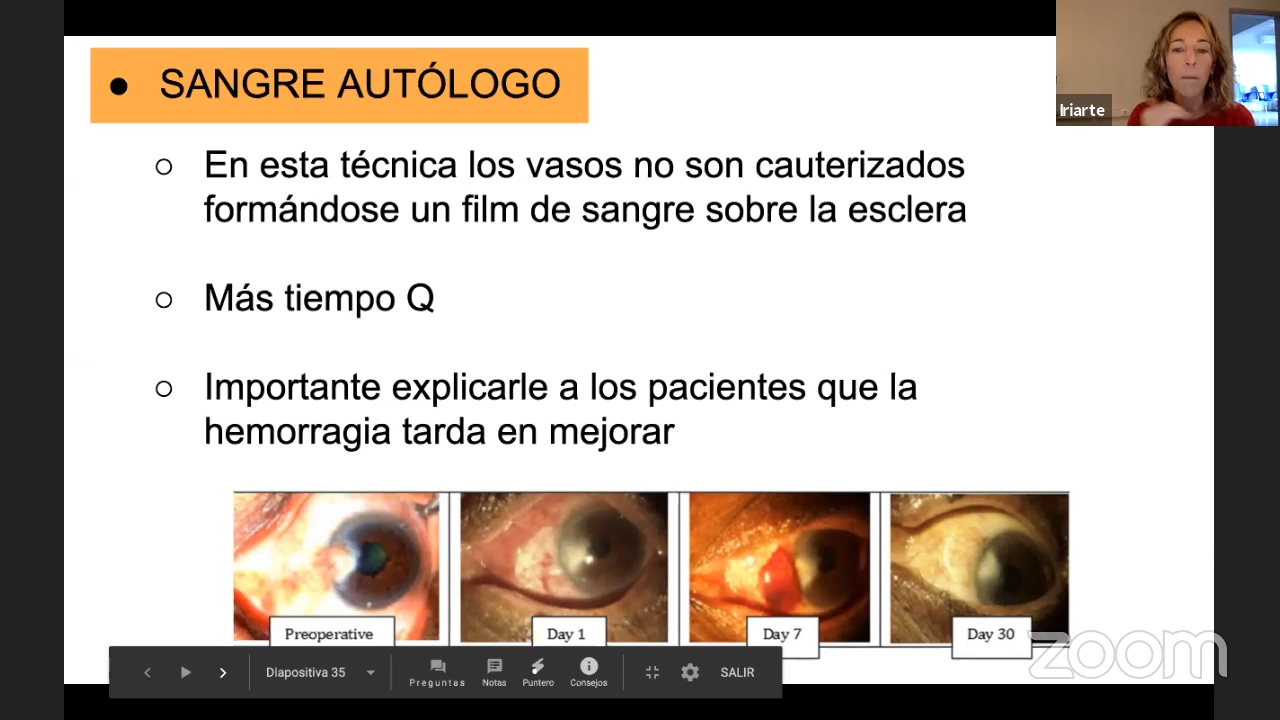 ● SANGRE AUTÓLOGO
Iriarte
○ En esta técnica los vasos no son cauterizados
formándose un film de sangre sobre la esclera
○ Más tiempo Q
○ Importante explicarle a los pacientes que la
hemorragia tarda en mejorar
Preoperative
Day 1
Day 7
Day 30
Diapositiva 35
Preguntas
Notas
Puntero
Consejos
SALIR
zoom